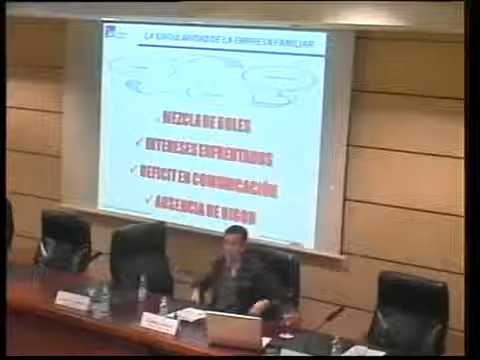 LA SINGULARIDAD DE LA EMPRESA FAMILIAR
MEZCLA DE ROLES
✓ INTERESES ENFRENTADOS
✓ DEFICIT EN COMUNICACIÓN
✓ AUSENCIA DE RIGOR